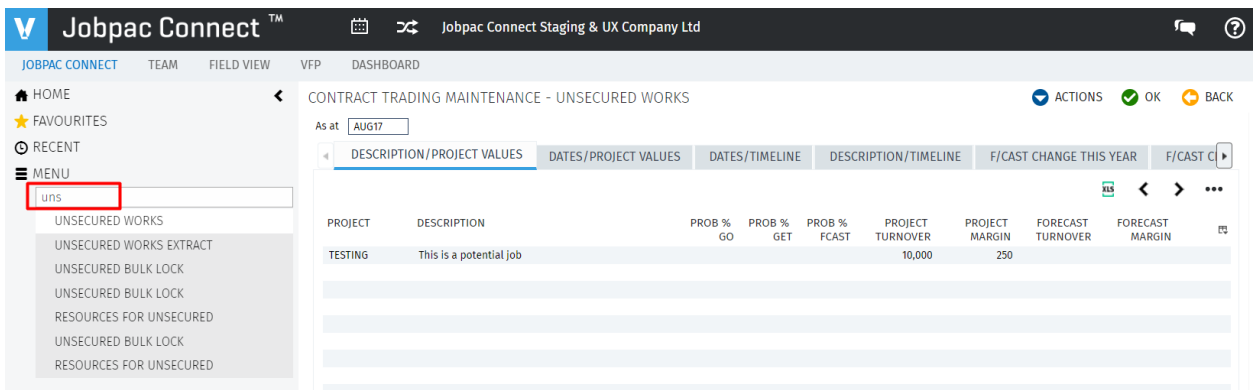 Jobpac Connect ™
Jobpac Connect Staging & UX Company Ltd
JOBPAC CONNECT TEAM FIELD VIEW VFP DASHBOARD
HOME
FAVOURITES
RECENT
MENU
uns
UNSECURED WORKS
UNSECURED WORKS EXTRACT
UNSECURED BULK LOCK
UNSECURED BULK LOCK
RESOURCES FOR UNSECURED
UNSECURED BULK LOCK
RESOURCES FOR UNSECURED
CONTRACT TRADING MAINTENANCE - UNSECURED WORKS
ACTIONS OK BACK
As at AUG17
DESCRIPTION/PROJECT VALUES DATES/PROJECT VALUES DATES/TIMELINE DESCRIPTION/TIMELINE F/CAST CHANGE THIS YEAR F/CAST
XLS
PROJECT DESCRIPTION PROB % PROB % PROB % PROJECT PROJECT FORECAST FORECAST
GO GET FCAST TURNOVER MARGIN TURNOVER MARGIN
TESTING This is a potential job 10,000 250